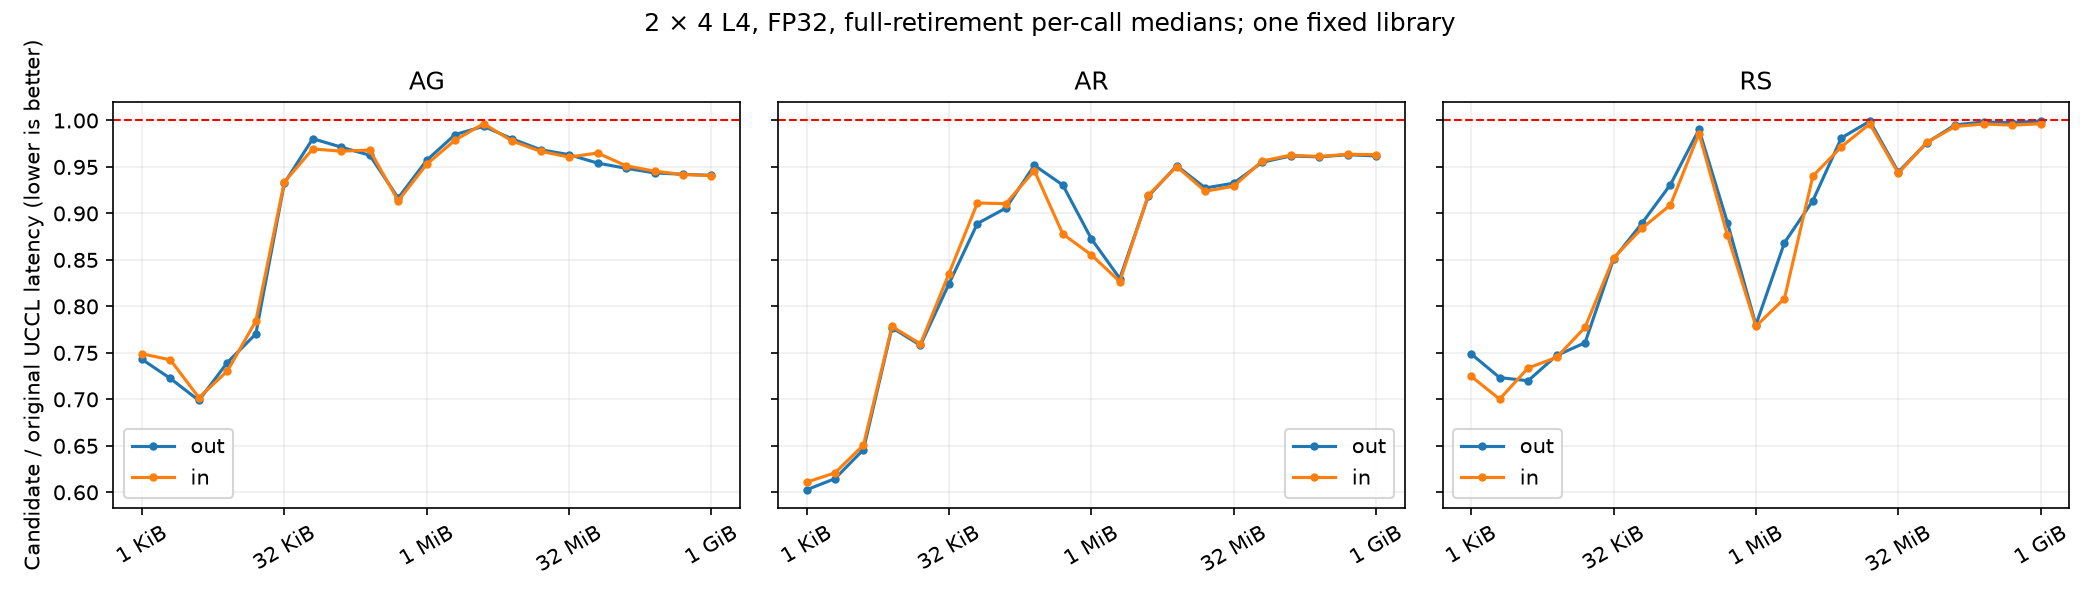 2 × 4 L4, FP32, full-retirement per-call medians; one fixed library
Candidate / original UCCL latency (lower is better)
AG
1.00
0.95
0.90
0.85
0.80
0.75
0.70
0.65
0.60
out
in
1 KiB
32 KiB
1 MiB
32 MiB
1 GiB
AR
out
in
1 KiB
32 KiB
1 MiB
32 MiB
1 GiB
RS
out
in
1 KiB
32 KiB
1 MiB
32 MiB
1 GiB